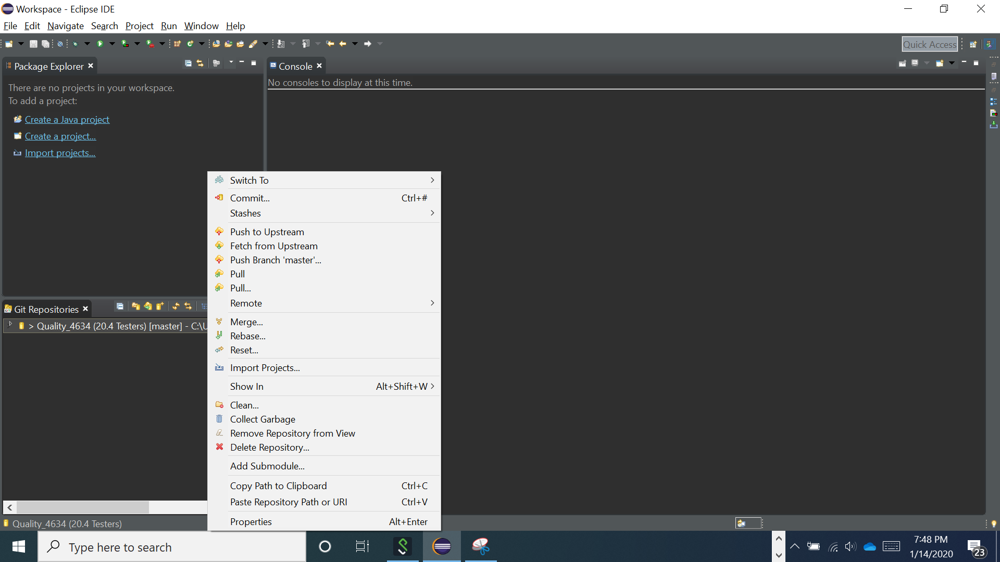 Workspace - Eclipse IDE
File Edit Navigate Search Project Run Window Help
Quick Access
Package Explorer
There are no projects in your workspace.
To add a project:
Create a Java project
Create a project...
Import projects...
Console
No consoles to display at this time.
Git Repositories
> Quality_4634 (20.4 Testers) [master] - C:\U
Switch To
Commit... Ctrl+#
Stashes
Push to Upstream
Fetch from Upstream
Push Branch 'master'...
Pull
Pull...
Remote
Merge...
Rebase...
Reset...
Import Projects...
Show In Alt+Shift+W
Clean...
Collect Garbage
Remove Repository from View
Delete Repository...
Add Submodule...
Copy Path to Clipboard Ctrl+C
Paste Repository Path or URI Ctrl+V
Properties Alt+Enter
Quality_4634 (20.4 Testers)
Type here to search
7:48 PM
1/14/2020
23